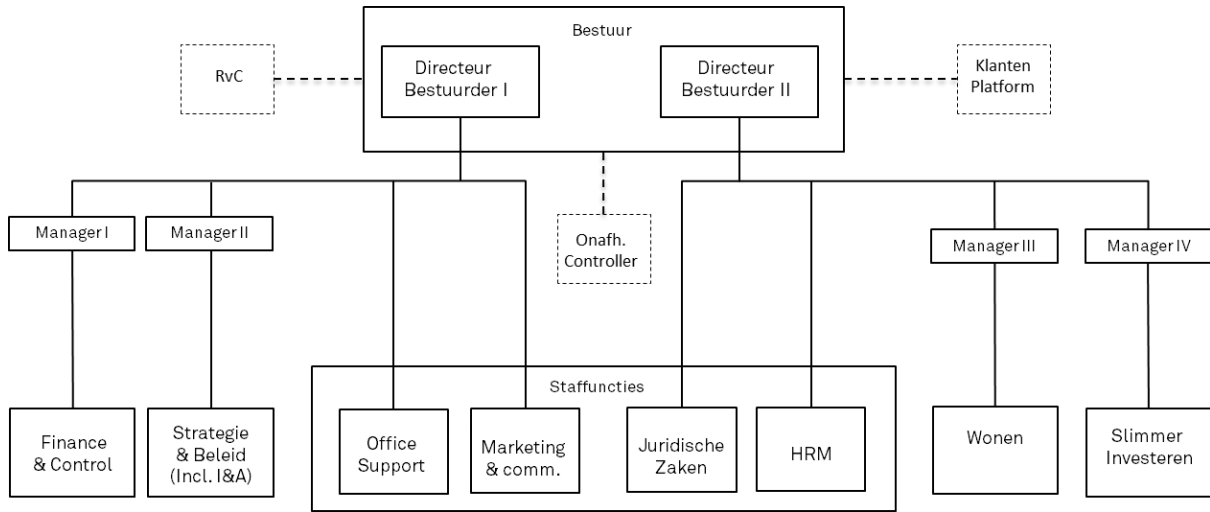 Bestuur
RvC
Directeur
Bestuurder I
Directeur
Bestuurder II
Klanten
Platform
Manager I
Manager II
Onafh.
Controller
Manager III
Manager IV
Staffuncties
Finance
& Control
Strategie
& Beleid
(Incl. I&A)
Office
Support
Marketing
& comm.
Juridische
Zaken
HRM
Wonen
Slimmer
Investeren